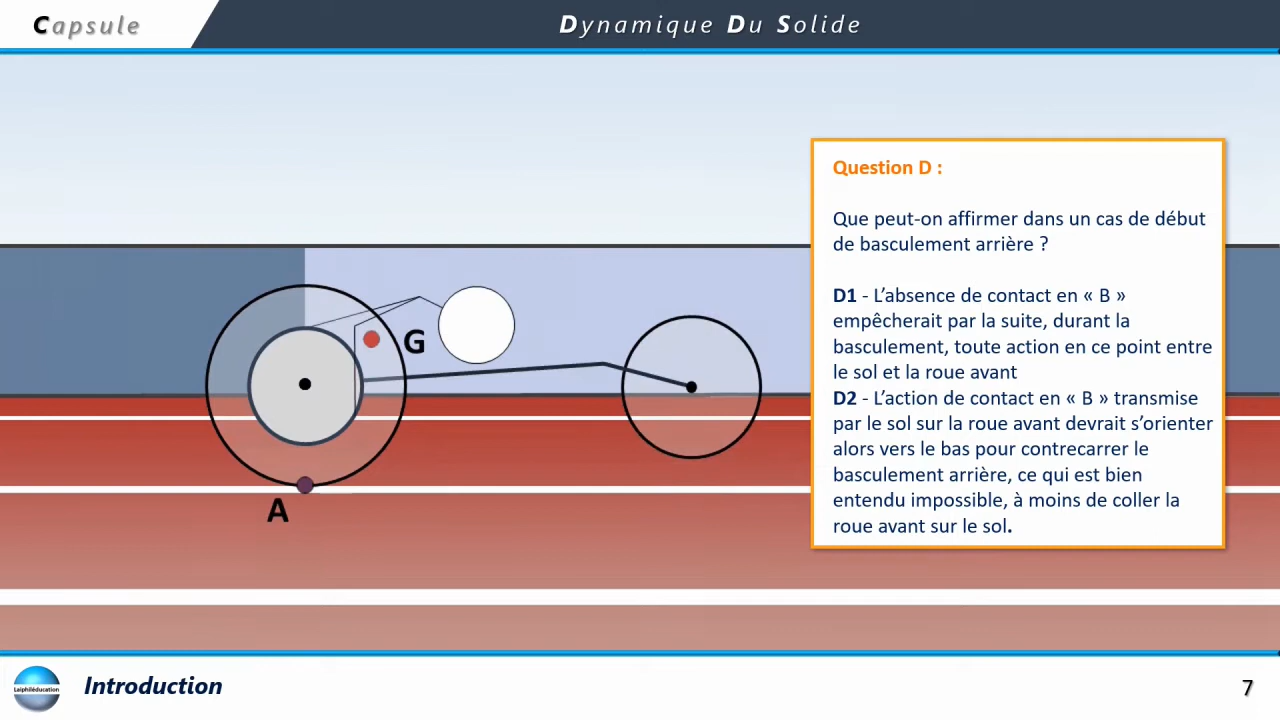 Capsule
Dynamique Du Solide
Question D :
Que peut-on affirmer dans un cas de début
de basculement arrière ?
D1 - L’absence de contact en « B »
empêcherait par la suite, durant la
basculement, toute action en ce point entre
le sol et la roue avant
D2 - L’action de contact en « B » transmise
par le sol sur la roue avant devrait s’orienter
alors vers le bas pour contrecarrer le
basculement arrière, ce qui est bien
entendu impossible, à moins de coller la
roue avant sur le sol.
G
A
Laiphiléducation
Introduction
7